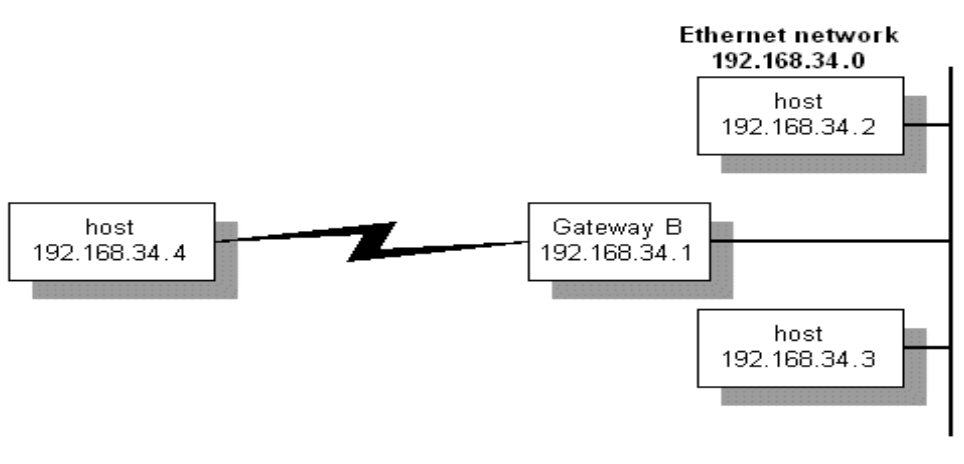 Ethernet network
192.168.34.0
host
192.168.34.2
host
192.168.34.4
Gateway B
192.168.34.1
host
192.168.34.3